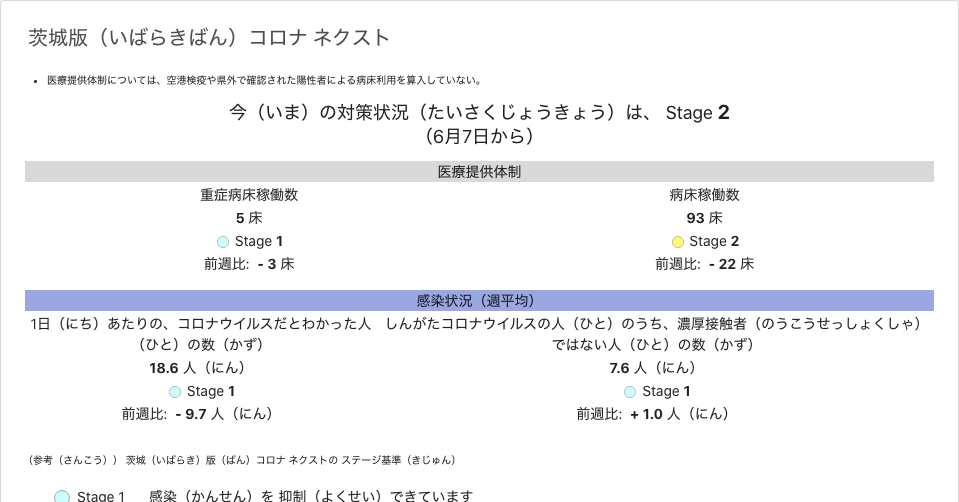 茨城版（いばらきばん）コロナ ネクスト
• 医療提供体制については、空港検疫や県外で確認された陽性者による病床利用を算入していない。
今（いま）の対策状況（たいさくじょうきょう）は、 Stage 2
（6月7日から）
医療提供体制
重症病床稼働数
5 床
Stage 1
前週比: - 3 床
病床稼働数
93 床
Stage 2
前週比: - 22 床
感染状況（週平均）
1日（にち）あたりの、コロナウイルスだとわかった人
（ひと）の数（かず）
18.6 人（にん）
Stage 1
前週比: - 9.7 人（にん）
しんがたコロナウイルスの人（ひと）のうち、濃厚接触者（のうこうせっしょくしゃ）
ではない人（ひと）の数（かず）
7.6 人（にん）
Stage 1
前週比: + 1.0 人（にん）
（参考（さんこう）） 茨城（いばらき）版（ばん）コロナ ネクストの ステージ基準（きじゅん）
Stage 1 感染（かんせん）を 抑制（よくせい）できています